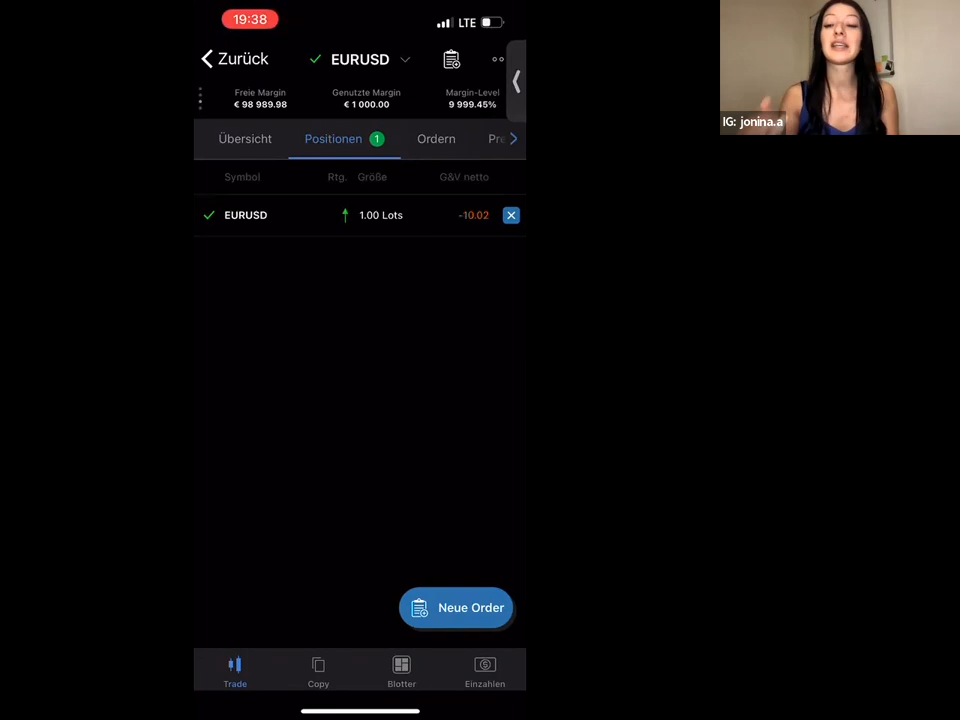 19:38
LTE
Zurück
EURUSD
Freie Margin
Genutzte Margin
Margin-Level
€ 98 989.98
€ 1 000.00
9 999.45%
Übersicht
Positionen 1
Ordern
Symbol
Rtg.
Größe
G&V netto
EURUSD
1.00 Lots
-10.02
Neue Order
Trade
Copy
Blotter
Einzahlen
IG: jonina.a